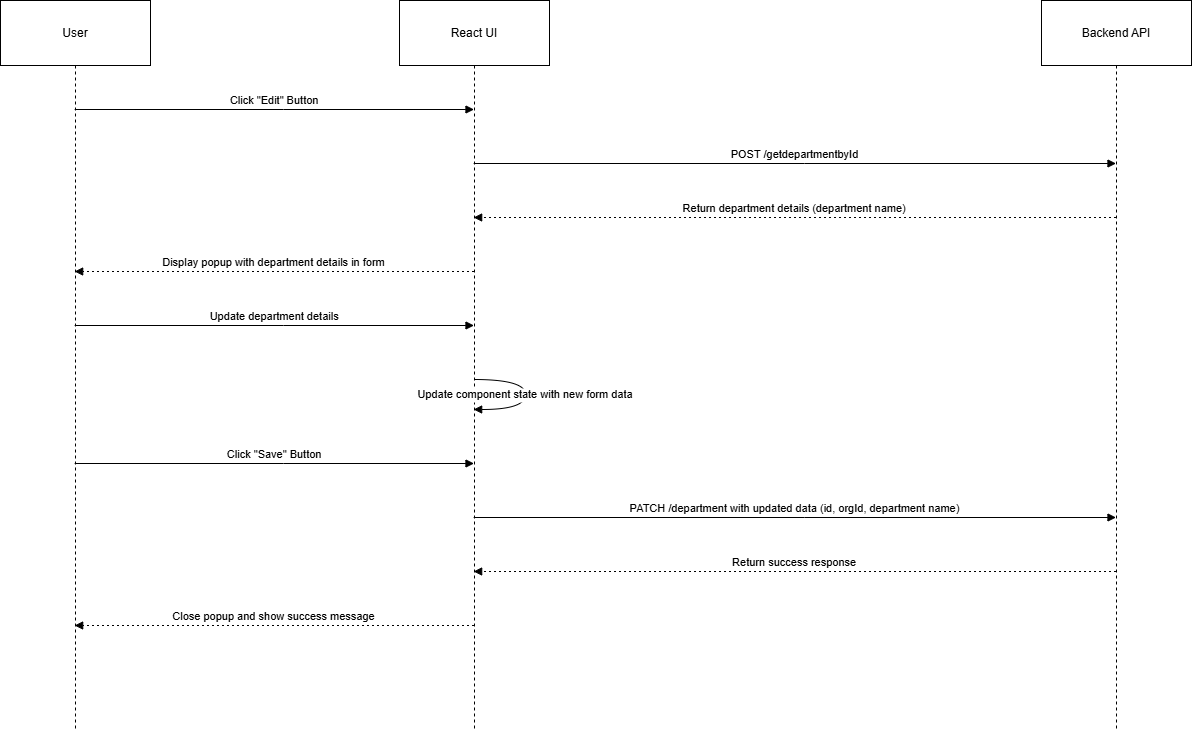 User
React UI
Backend API
Click "Edit" Button
POST /getdepartmentbyId
Return department details (department name)
Display popup with department details in form
Update department details
Update component state with new form data
Click "Save" Button
PATCH /department with updated data (id, orgId, department name)
Return success response
Close popup and show success message